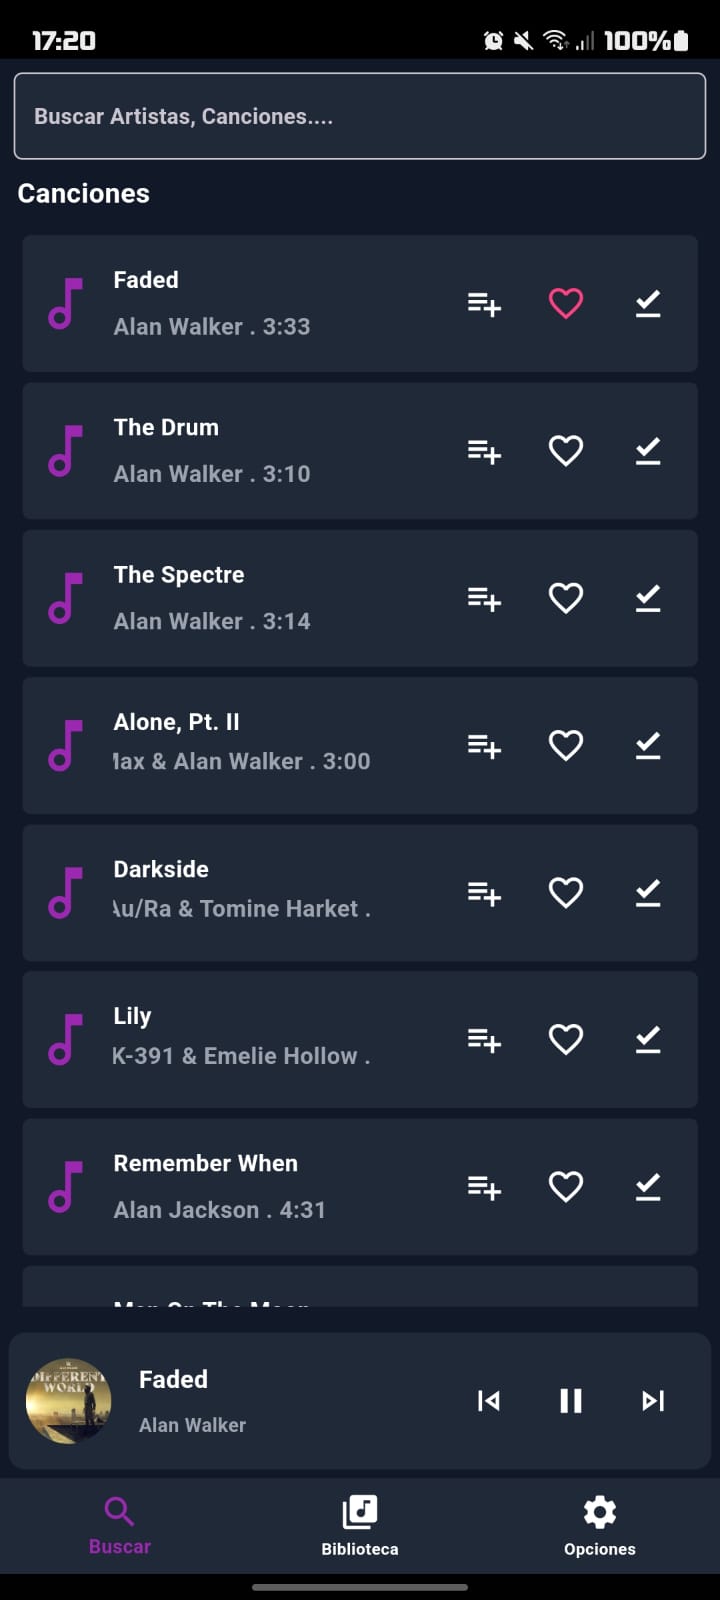 17:20
100%
Buscar Artistas, Canciones....
Canciones
Faded
Alan Walker . 3:33
The Drum
Alan Walker . 3:10
The Spectre
Alan Walker . 3:14
Alone, Pt. II
& Alan Walker . 3:00
Darkside
Au/Ra & Tomine Harket .
Lily
K-391 & Emelie Hollow .
Remember When
Alan Jackson . 4:31
DIFFERENT
WORLD
Faded
Alan Walker
Buscar
Biblioteca
Opciones